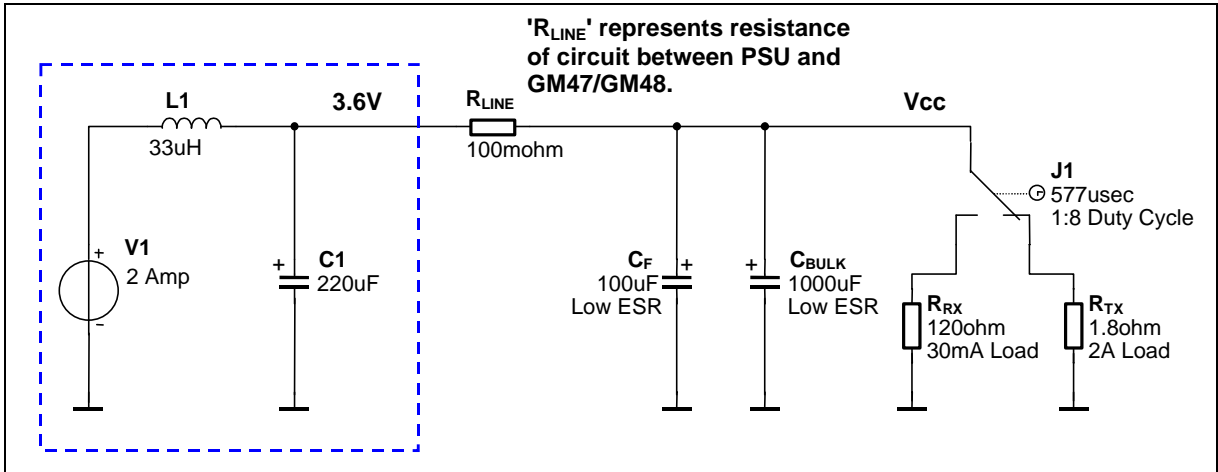 'RLINE' represents resistance
of circuit between PSU and
GM47/GM48.
L1
33uH
3.6V
RLINE
100mohm
Vcc
J1
577usec
1:8 Duty Cycle
V1
2 Amp
+
−
C1
220uF
+
CF
100uF
Low ESR
+
CBULK
1000uF
Low ESR
+
RRX
120ohm
30mA Load
RTX
1.8ohm
2A Load